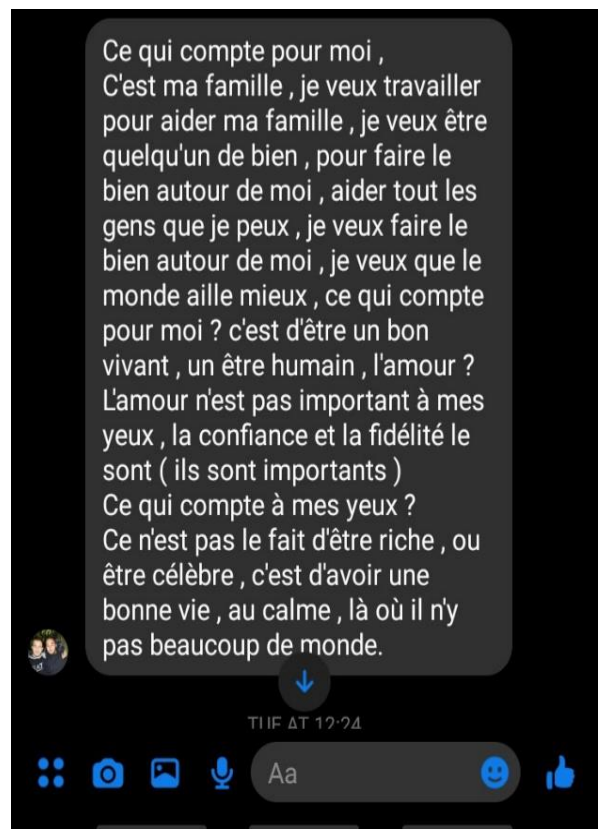 Ce qui compte pour moi ,
C'est ma famille , je veux travailler
pour aider ma famille , je veux être
quelqu'un de bien , pour faire le
bien autour de moi , aider tout les
gens que je peux , je veux faire le
bien autour de moi , je veux que le
monde aille mieux , ce qui compte
pour moi ? c'est d'être un bon
vivant , un être humain , l'amour ?
L'amour n'est pas important à mes
yeux , la confiance et la fidélité le
sont ( ils sont importants )
Ce qui compte à mes yeux ?
Ce n'est pas le fait d'être riche , ou
être célèbre , c'est d'avoir une
bonne vie , au calme , là où il n'y
pas beaucoup de monde.
TUE AT 12:24
Aa